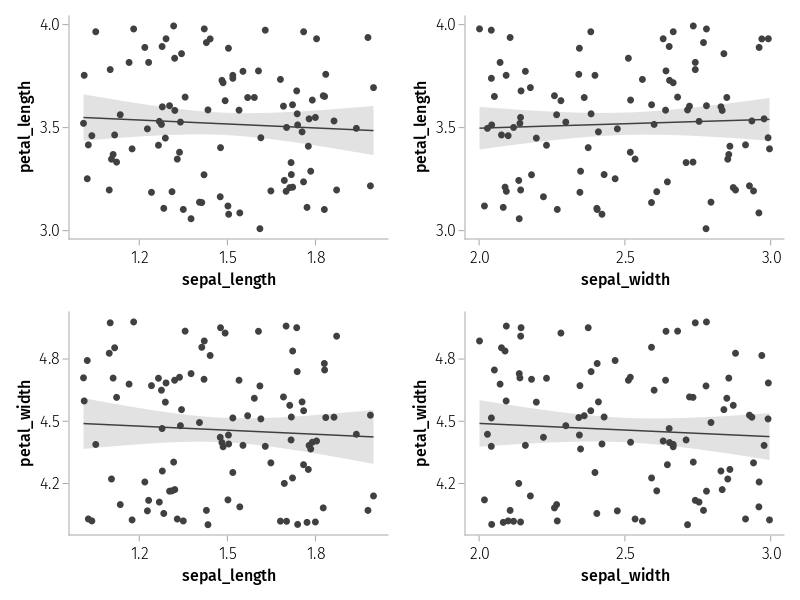 petal_length
4.0
3.5
3.0
1.2 1.5 1.8
sepal_length
petal_length
4.0
3.5
3.0
2.0 2.5 3.0
sepal_width
petal_width
4.8
4.5
4.2
1.2 1.5 1.8
sepal_length
petal_width
4.8
4.5
4.2
2.0 2.5 3.0
sepal_width